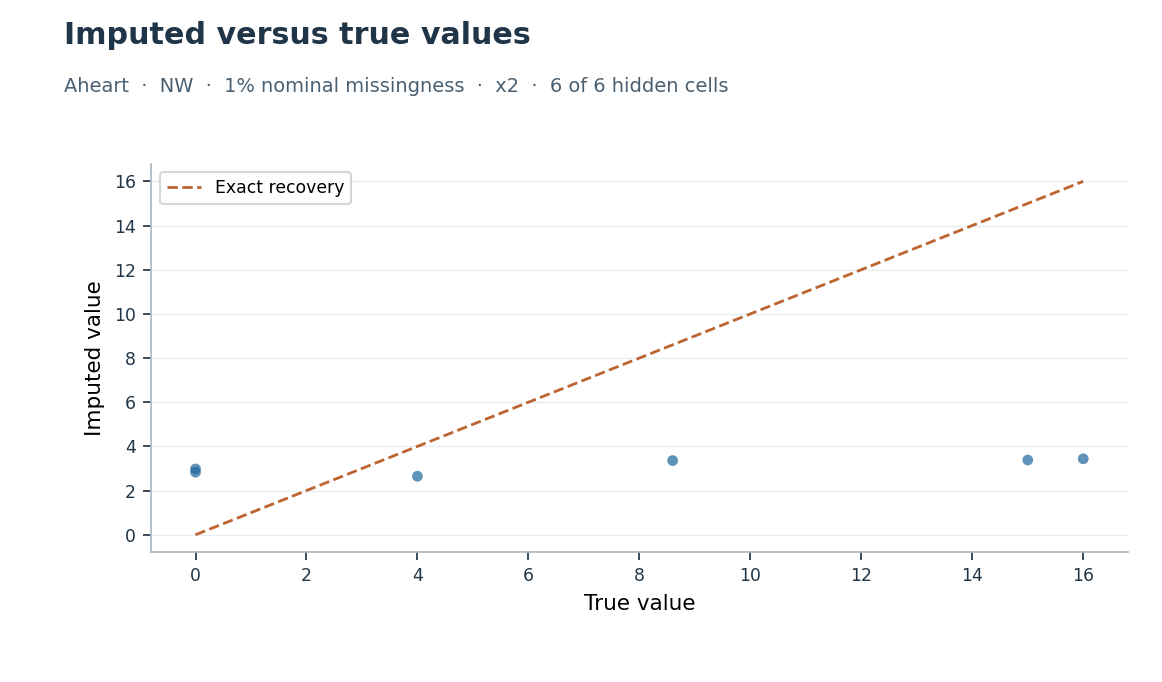 Imputed versus true values
Aheart · NW · 1% nominal missingness · x2 · 6 of 6 hidden cells
Exact recovery
16
14
12
10
8
6
4
2
0
Imputed value
0 2 4 6 8 10 12 14 16
True value